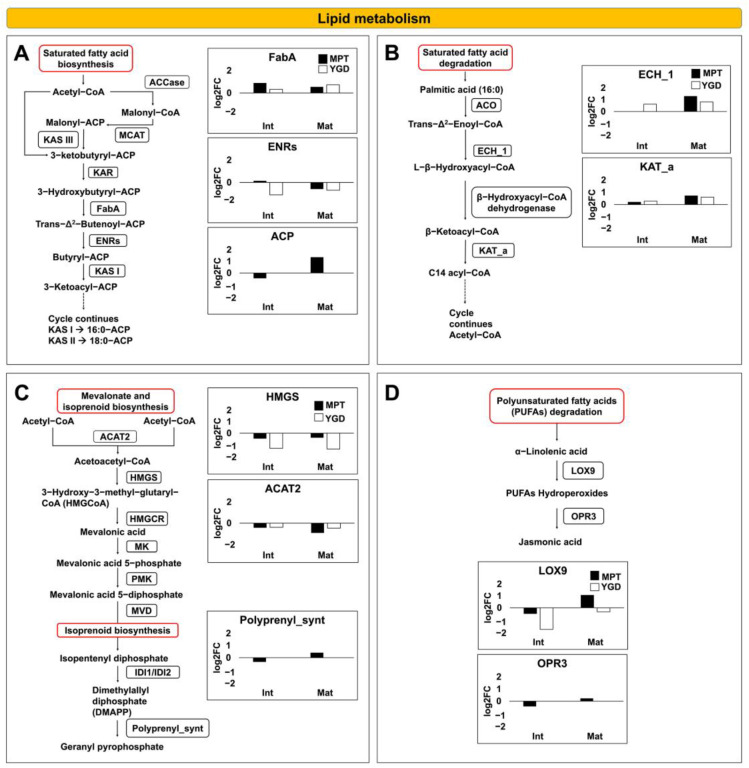 Lipid metabolism
A
Saturated fatty acid
biosynthesis
Acetyl−CoA
ACCase
Malonyl−CoA
Malonyl−ACP
KAS III
MCAT
3−ketobutyryl−ACP
KAR
3−Hydroxybutyryl−ACP
FabA
Trans−Δ²−Butenoyl−ACP
ENRs
Butyryl−ACP
KAS I
3−Ketoacyl−ACP
Cycle continues
KAS I → 16:0−ACP
KAS II → 18:0−ACP
FabA
MPT
YGD
log2FC
2
0
−2
Int
Mat
ENRs
log2FC
2
1
0
−1
−2
Int
Mat
ACP
log2FC
2
1
0
−1
−2
Int
Mat
B
Saturated fatty acid
degradation
Palmitic acid (16:0)
ACO
Trans−Δ²−Enoyl−CoA
ECH_1
L−β−Hydroxyacyl−CoA
β−Hydroxyacyl−CoA
dehydrogenase
β−Ketoacyl−CoA
KAT_a
C14 acyl−CoA
Cycle
continues
Acetyl−CoA
ECH_1
MPT
YGD
log2FC
2
1
0
−1
−2
Int
Mat
KAT_a
log2FC
2
1
0
−1
−2
Int
Mat
C
Mevalonate and
isoprenoid biosynthesis
Acetyl−CoA
Acetyl−CoA
ACAT2
Acetoacetyl−CoA
HMGS
3−Hydroxy−3−methyl−glutaryl−
CoA (HMGCoA)
HMGCR
Mevalonic acid
MK
Mevalonic acid 5−phosphate
PMK
Mevalonic acid 5−diphosphate
MVD
Isoprenoid biosynthesis
Isopentenyl diphosphate
IDI1/IDI2
Dimethylallyl
diphosphate
(DMAPP)
Polyprenyl_synt
Geranyl pyrophosphate
HMGS
MPT
YGD
log2FC
2
1
0
−1
−2
Int
Mat
ACAT2
log2FC
2
0
−2
Int
Mat
Polyprenyl_synt
log2FC
2
1
0
−1
−2
Int
Mat
D
Polyunsaturated fatty acids
(PUFAs) degradation
α−Linolenic acid
LOX9
PUFAs Hydroperoxides
OPR3
Jasmonic acid
LOX9
MPT
YGD
log2FC
2
1
0
−1
−2
Int
Mat
OPR3
log2FC
2
1
0
−1
−2
Int
Mat